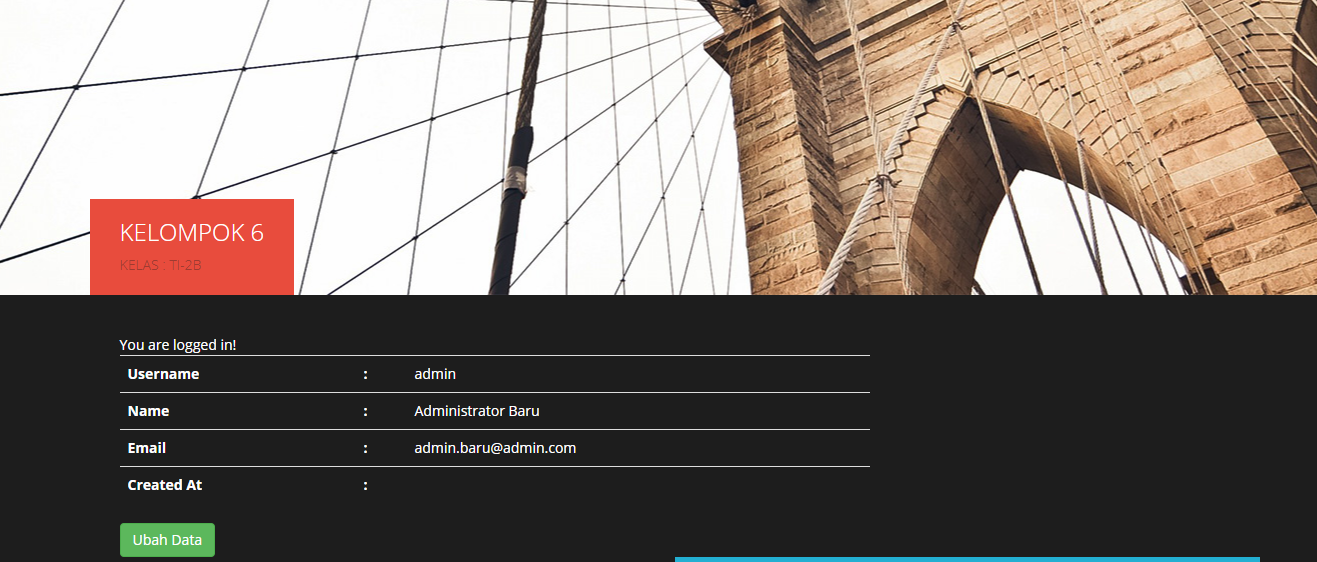 KELOMPOK 6
KELAS : TI-2B
You are logged in!
Username : admin
Name : Administrator Baru
Email : admin.baru@admin.com
Created At :
Ubah Data